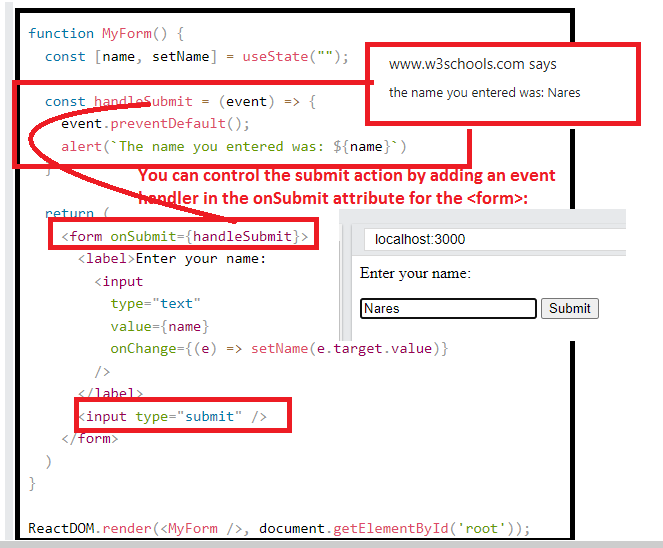 function MyForm() {
const [name, setName] = useState("");
www.w3schools.com says
the name you entered was: Nares
const handleSubmit = (event) => {
event.preventDefault();
alert(`The name you entered was: ${name}`)
}
You can control the submit action by adding an event
handler in the onSubmit attribute for the <form>:
return (
<form onSubmit={handleSubmit}>
<label>Enter your name:
<input
type="text"
value={name}
onChange={(e) => setName(e.target.value)}
/>
</label>
<input type="submit" />
</form>
)
}
ReactDOM.render(<MyForm />, document.getElementById('root'));
localhost:3000
Enter your name:
Nares Submit